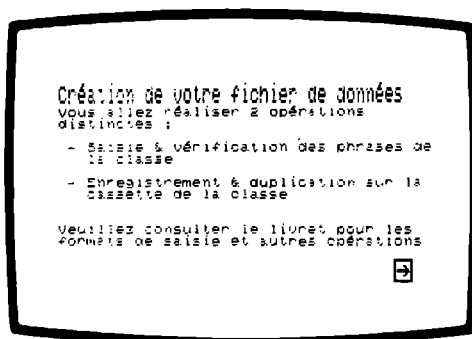 Création de votre fichier de données
Vous allez réaliser 2 opérations
distinctes :
- Saisie & vérification des phrases de
la classe
- Enregistrement & duplication sur la
cassette de la classe
Veuillez consulter le livret pour les
formats de saisie et autres opérations
→